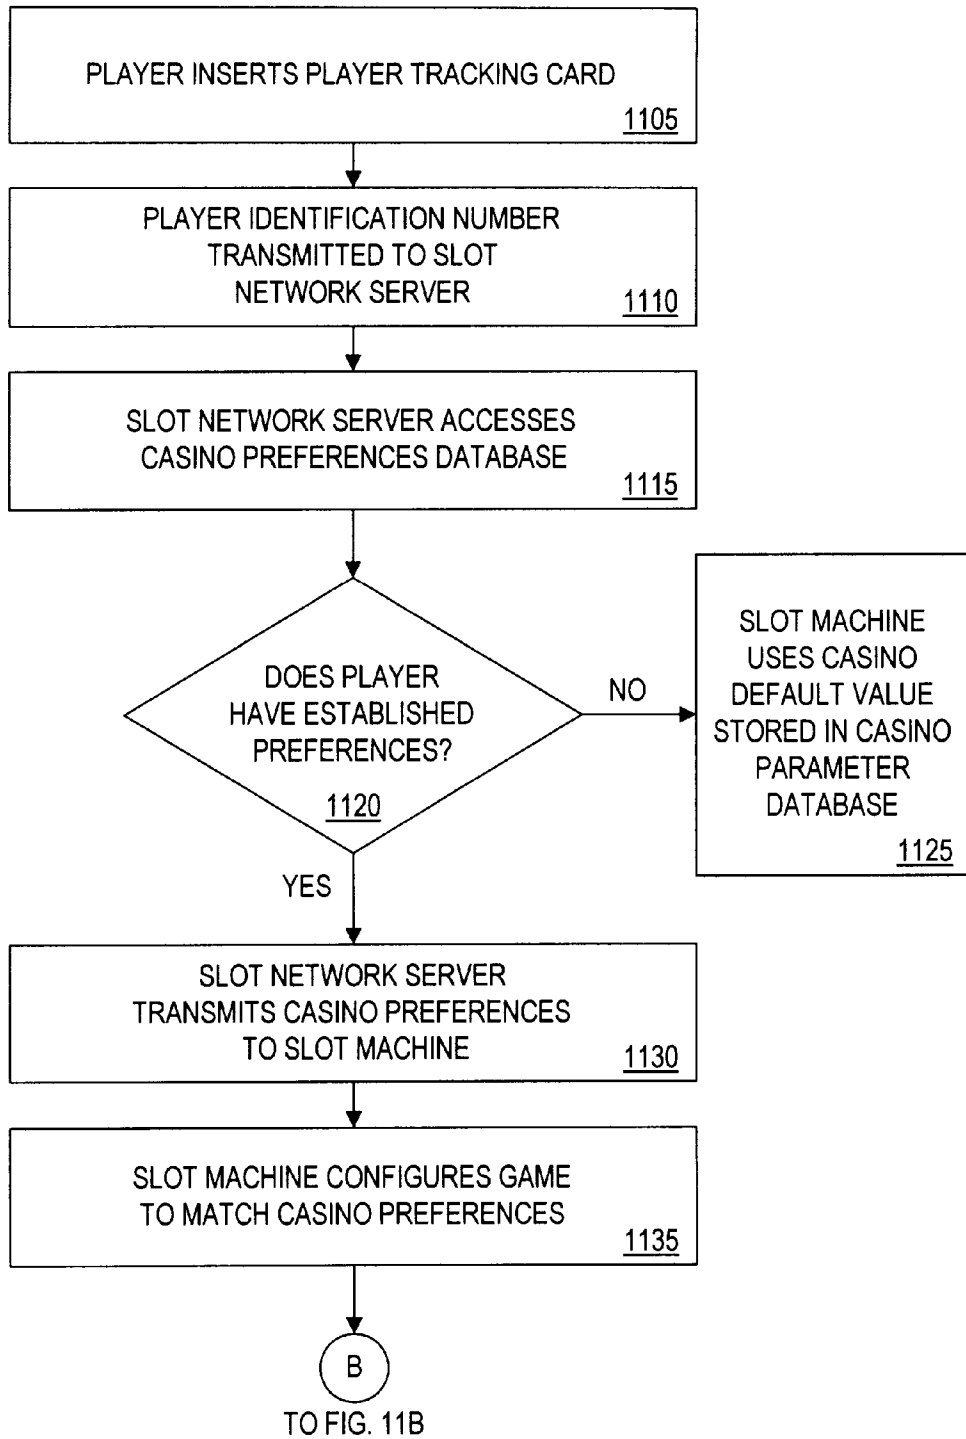 PLAYER INSERTS PLAYER TRACKING CARD
1105
PLAYER IDENTIFICATION NUMBER
TRANSMITTED TO SLOT
NETWORK SERVER
1110
SLOT NETWORK SERVER ACCESSES
CASINO PREFERENCES DATABASE
1115
DOES PLAYER
HAVE ESTABLISHED
PREFERENCES?
1120
NO
SLOT MACHINE
USES CASINO
DEFAULT VALUE
STORED IN CASINO
PARAMETER
DATABASE
1125
YES
SLOT NETWORK SERVER
TRANSMITS CASINO PREFERENCES
TO SLOT MACHINE
1130
SLOT MACHINE CONFIGURES GAME
TO MATCH CASINO PREFERENCES
1135
B
TO FIG. 11B